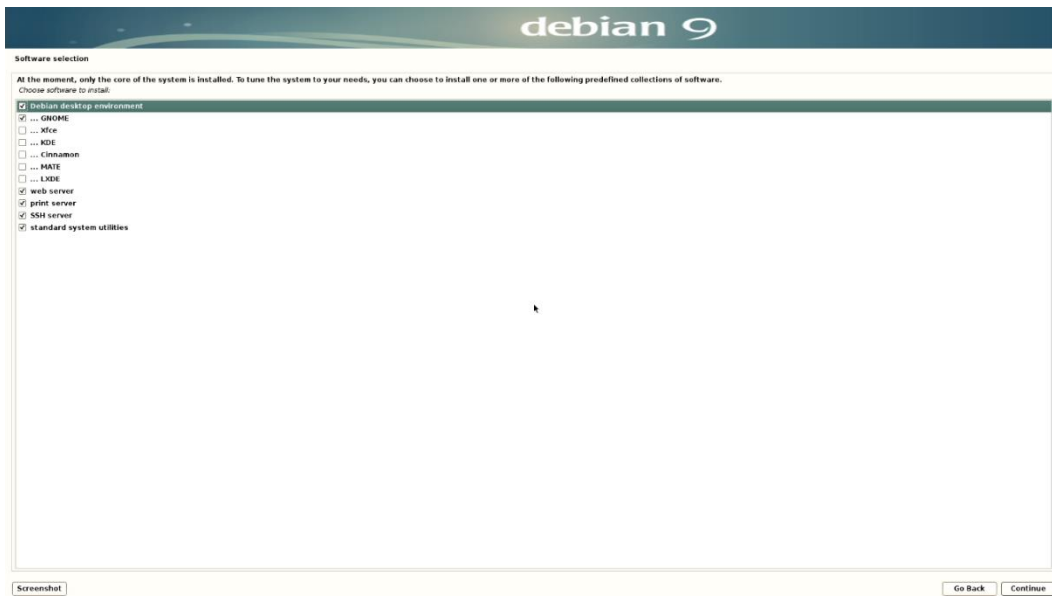 debian 9
Software selection
At the moment, only the core of the system is installed. To tune the system to your needs, you can choose to install one or more of the following predefined collections of software.
Choose software to install:
Debian desktop environment
... GNOME
... Xfce
... KDE
... Cinnamon
... MATE
... LXDE
web server
print server
SSH server
standard system utilities
Screenshot
Go Back
Continue